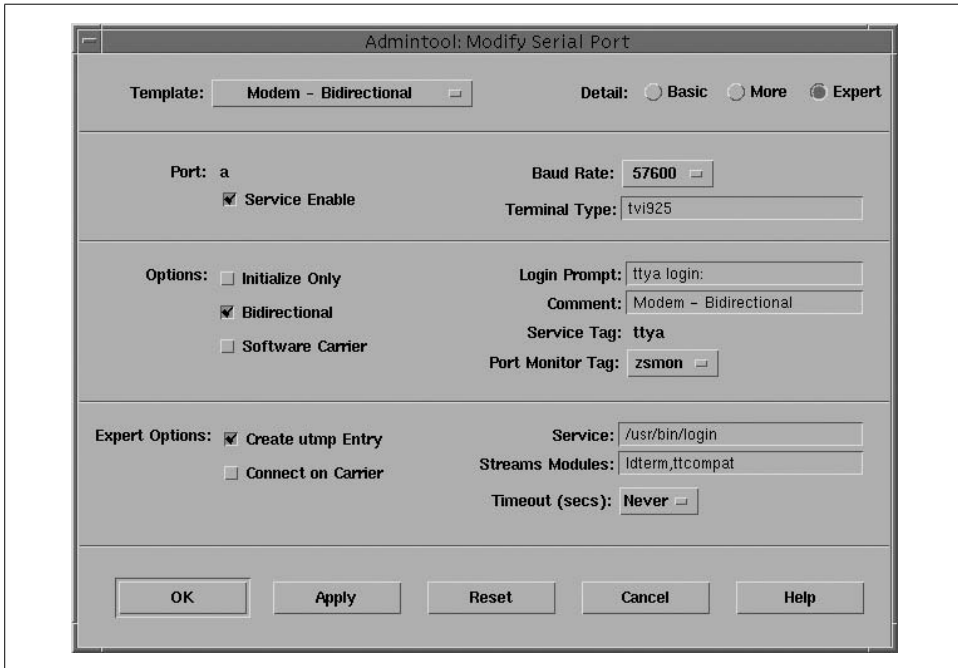 Admintool: Modify Serial Port
Template: Modem - Bidirectional Detail: Basic More Expert
Port: a Baud Rate: 57600
Service Enable
Terminal Type: tvi925
Options: Initialize Only Login Prompt: ttya login:
Bidirectional Comment: Modem - Bidirectional
Software Carrier Service Tag: ttya
Port Monitor Tag: zsmon
Expert Options: Create utmp Entry Service: /usr/bin/login
Connect on Carrier Streams Modules: ldterm,ttcompat
Timeout (secs): Never
OK Apply Reset Cancel Help